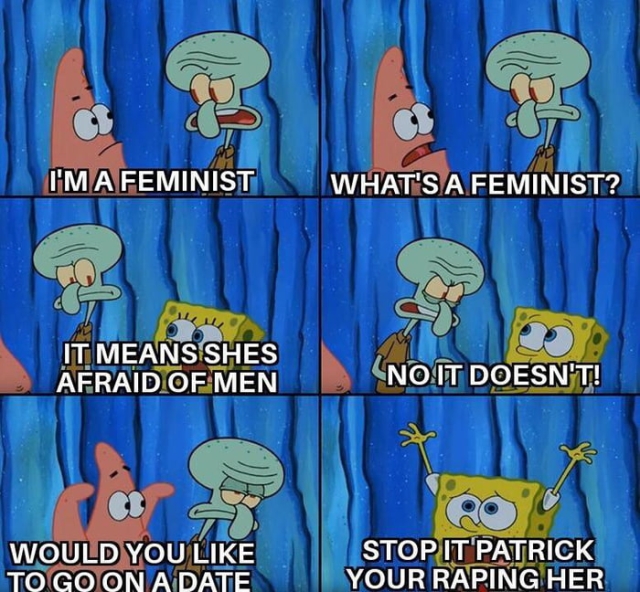 I'M A FEMINIST
WHAT'S A FEMINIST?
IT MEANS SHES
AFRAID OF MEN
NO IT DOESN'T!
WOULD YOU LIKE
TO GO ON A DATE
STOP IT PATRICK
YOUR RAPING HER